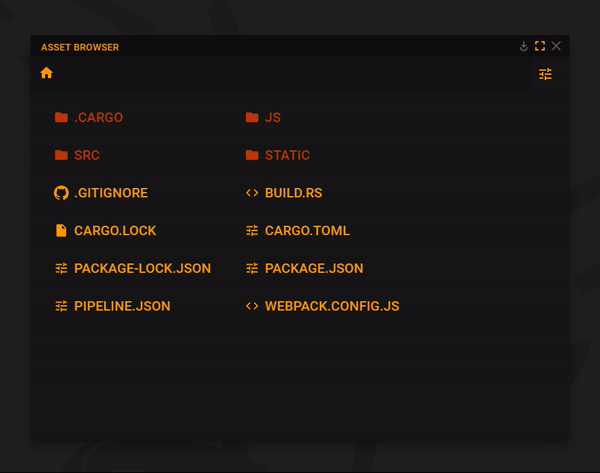 ASSET BROWSER
.CARGO JS
SRC STATIC
.GITIGNORE BUILD.RS
CARGO.LOCK CARGO.TOML
PACKAGE-LOCK.JSON PACKAGE.JSON
PIPELINE.JSON WEBPACK.CONFIG.JS